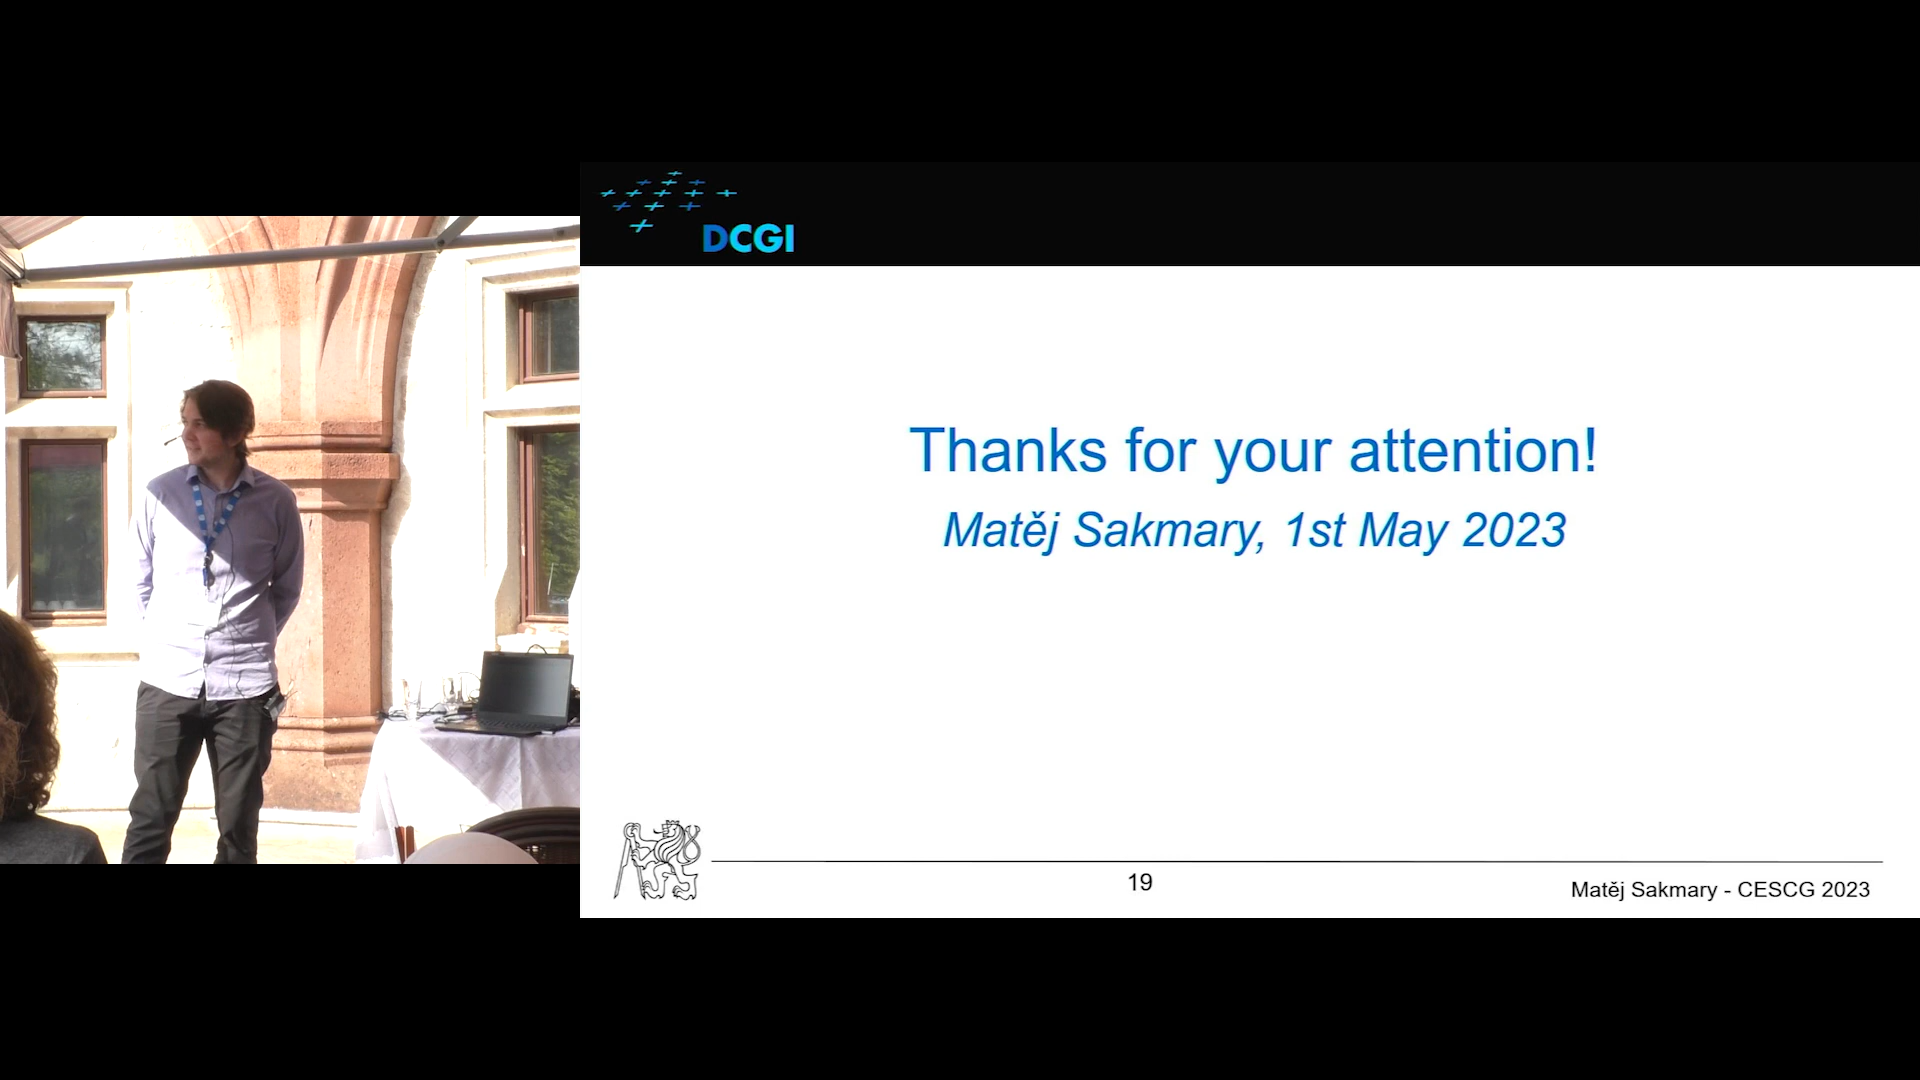 DCGI
Thanks for your attention!
Matěj Sakmary, 1st May 2023
19
Matěj Sakmary - CESCG 2023